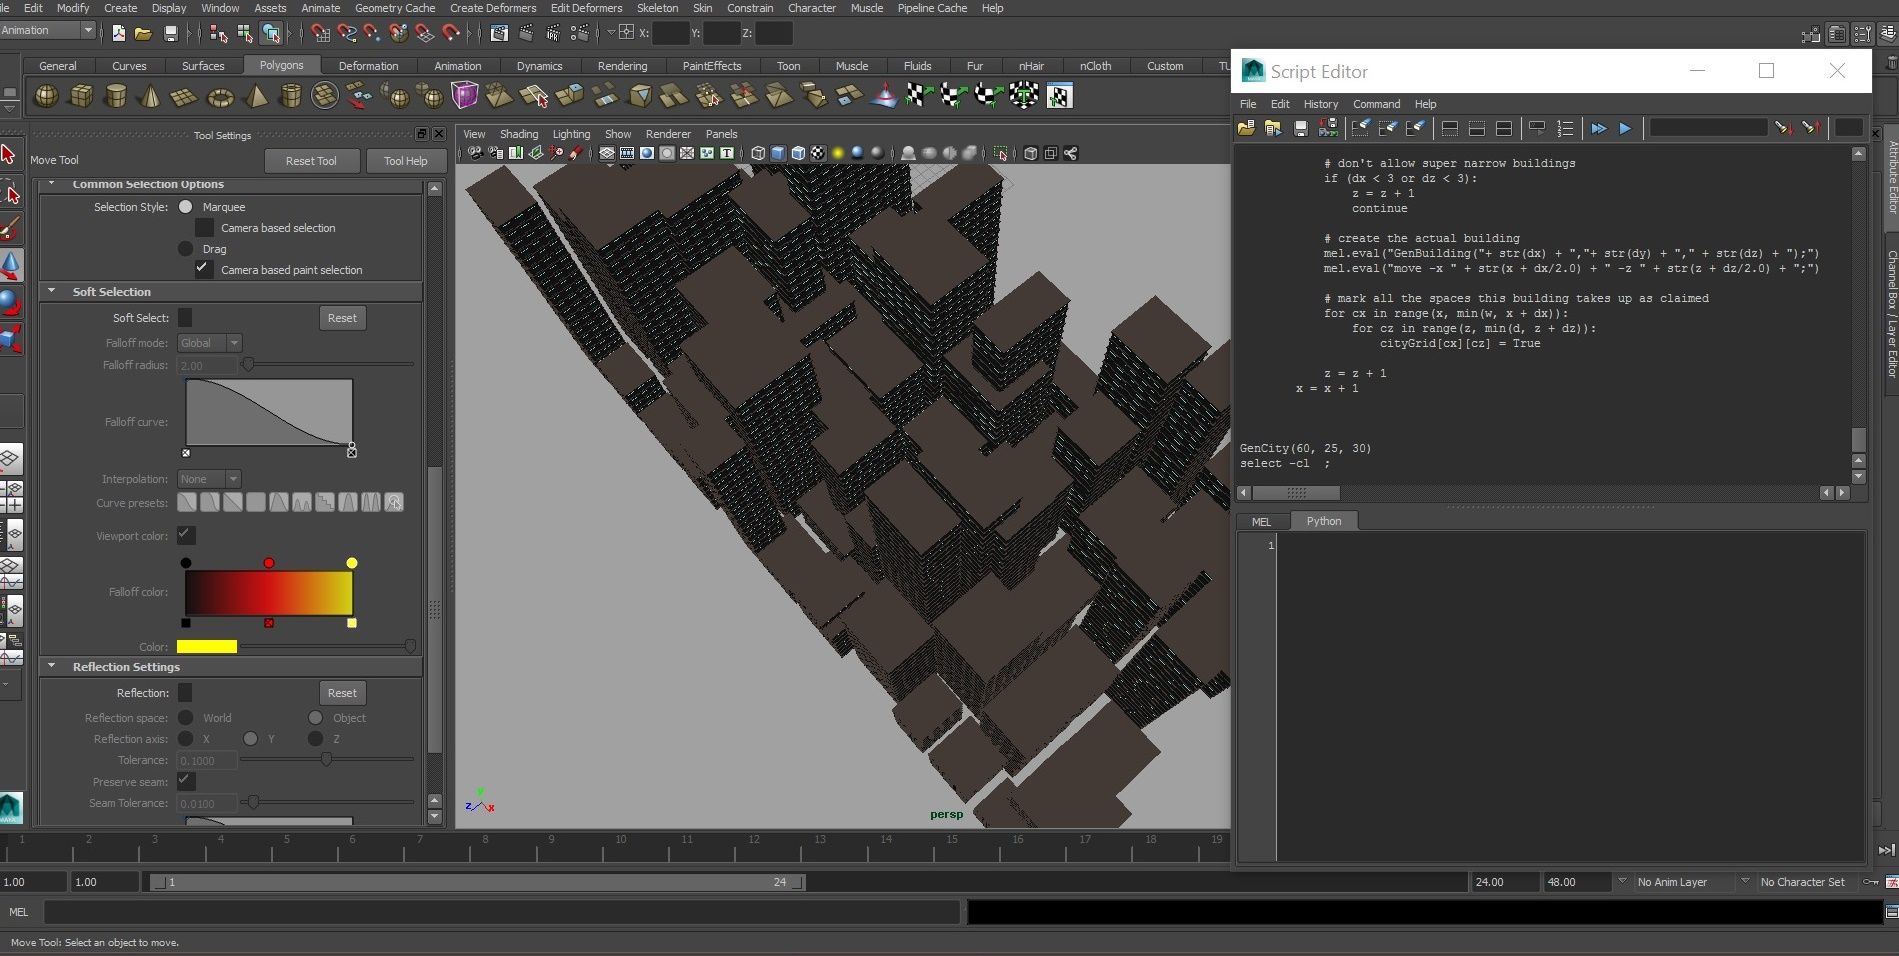 le Edit Modify Create Display Window Assets Animate Geometry Cache Create Deformers Edit Deformers Skeleton Skin Constrain Character Muscle Pipeline Cache Help
Animation X: Y: Z:
General Curves Surfaces Polygons Deformation Animation Dynamics Rendering PaintEffects Toon Muscle Fluids Fur nHair nCloth Custom TU
Tool Settings
Move Tool Reset Tool Tool Help
Common Selection Options
Selection Style: Marquee
Camera based selection
Drag
Camera based paint selection
Soft Selection
Soft Select: Reset
Falloff mode: Global
Falloff radius: 2.00
Falloff curve:
Interpolation: None
Curve presets:
Viewport color:
Falloff color:
Color:
Reflection Settings
Reflection: Reset
Reflection space: World Object
Reflection axis: X Y Z
Tolerance: 0.1000
Preserve seam:
Seam Tolerance: 0.0100
View Shading Lighting Show Renderer Panels
y
z x
persp
Script Editor
File Edit History Command Help
# don't allow super narrow buildings
if (dx < 3 or dz < 3):
z = z + 1
continue
# create the actual building
mel.eval("GenBuilding("+ str(dx) + ","+ str(dy) + "," + str(dz) + ");")
mel.eval("move -x " + str(x + dx/2.0) + " -z " + str(z + dz/2.0) + ";")
# mark all the spaces this building takes up as claimed
for cx in range(x, min(w, x + dx)):
for cz in range(z, min(d, z + dz)):
cityGrid[cx][cz] = True
z = z + 1
x = x + 1
GenCity(60, 25, 30)
select -cl  ;
MEL Python
1
Attribute Editor
Channel Box / Layer Editor
1 2 3 4 5 6 7 8 9 10 11 12 13 14 15 16 17 18 19
1.00 1.00 1 24 24.00 48.00 No Anim Layer No Character Set
MEL
Move Tool: Select an object to move.